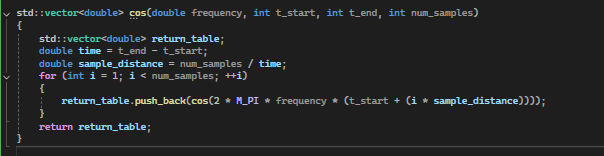 std::vector<double> cos(double frequency, int t_start, int t_end, int num_samples)
{
std::vector<double> return_table;
double time = t_end - t_start;
double sample_distance = num_samples / time;
for (int i = 1; i < num_samples; ++i)
{
return_table.push_back(cos(2 * M_PI * frequency * (t_start + (i * sample_distance))));
}
return return_table;
}